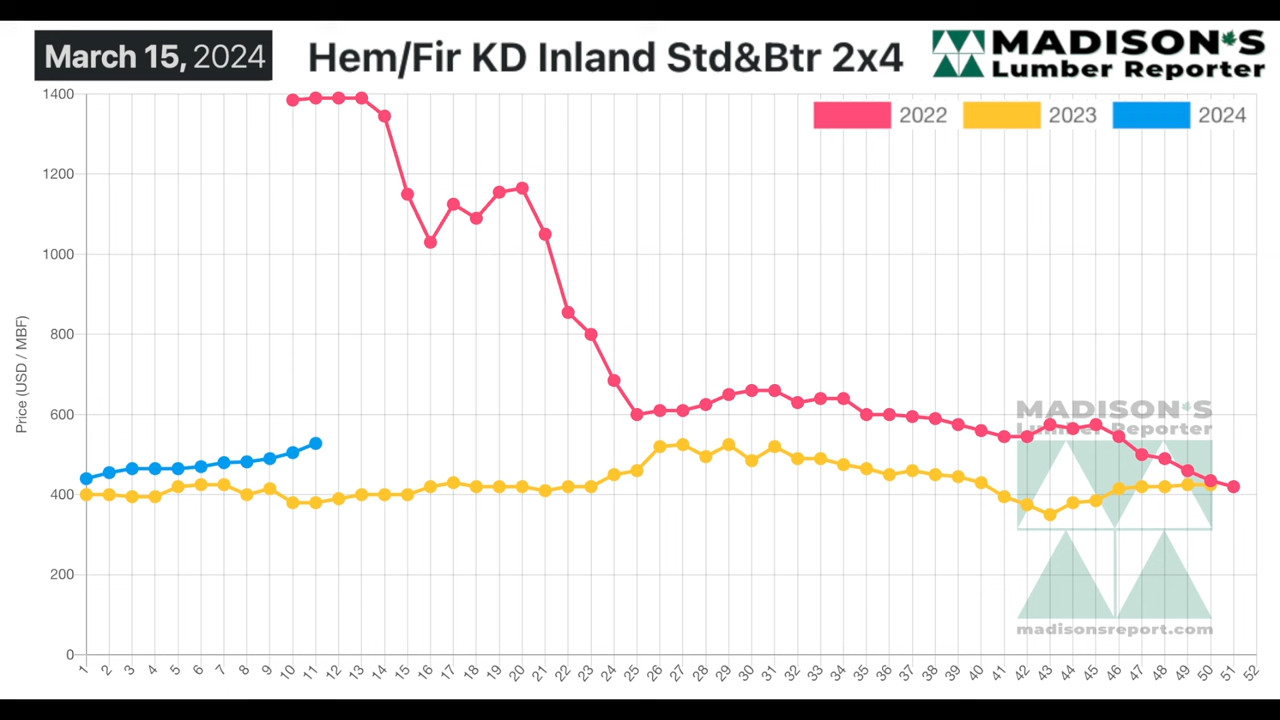 March 15, 2024
Hem/Fir KD Inland Std&Btr 2x4
MADISON'S
Lumber Reporter
2022
2023
2024
Price (USD / MBF)
1400
1200
1000
800
600
400
200
0
MADISON'S
Lumber Reporter
madisonsreport.com
1 2 3 4 5 6 7 8 9 10 11 12 13 14 15 16 17 18 19 20 21 22 23 24 25 26 27 28 29 30 31 32 33 34 35 36 37 38 39 40 41 42 43 44 45 46 47 48 49 50 51 52